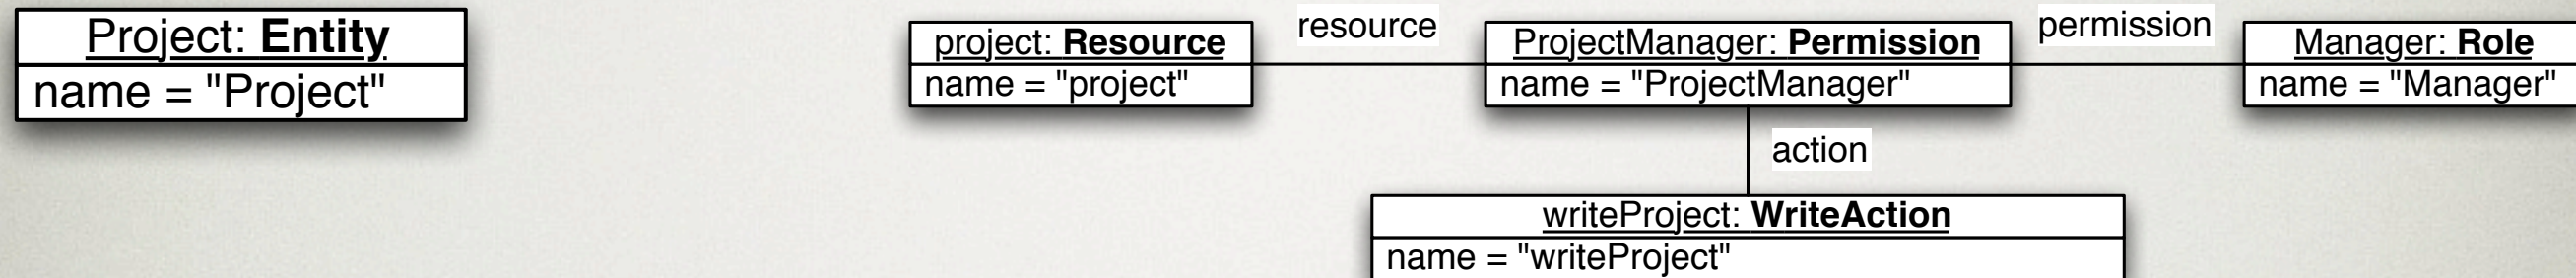 Project: Entity
name = "Project"
project: Resource
name = "project"
resource
ProjectManager: Permission
name = "ProjectManager"
permission
Manager: Role
name = "Manager"
action
writeProject: WriteAction
name = "writeProject"